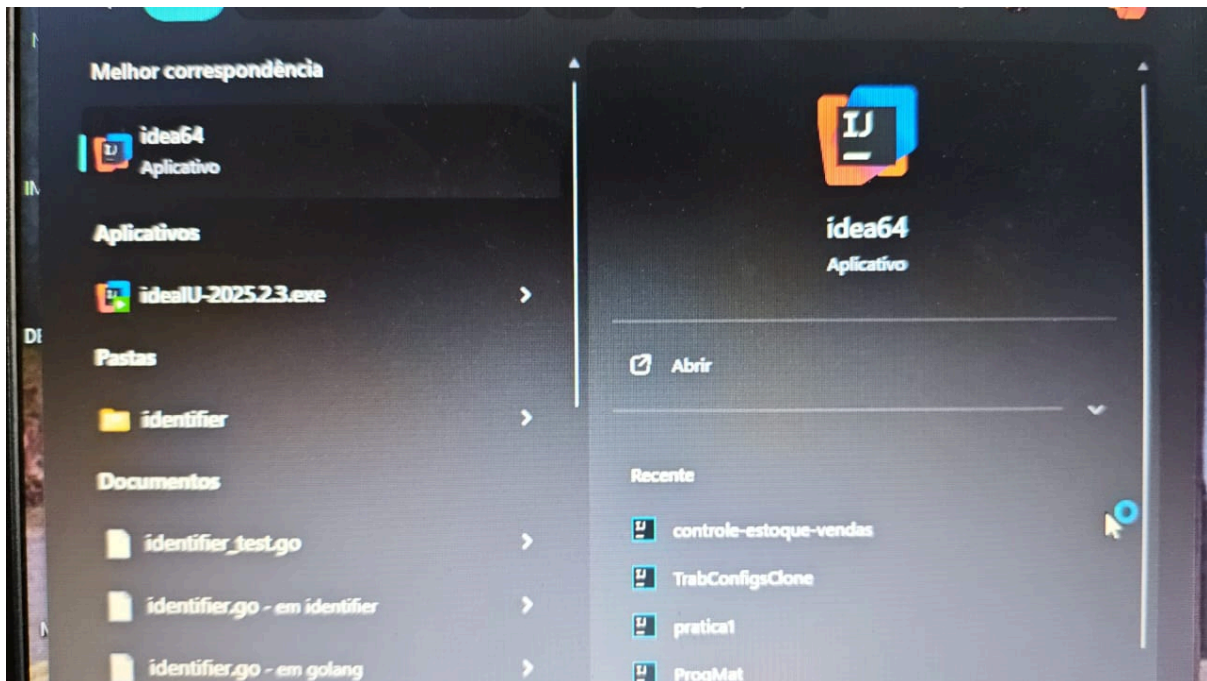 Melhor correspondência
idea64
Aplicativo
Aplicativos
ideaIU-2025.2.3.exe
Pastas
identifier
Documentos
identifier_test.go
identifier.go - em identifier
identifier.go - em golang
IJ
idea64
Aplicativo
Abrir
Recente
controle-estoque-vendas
TrabConfigsClone
pratica1
ProgMat